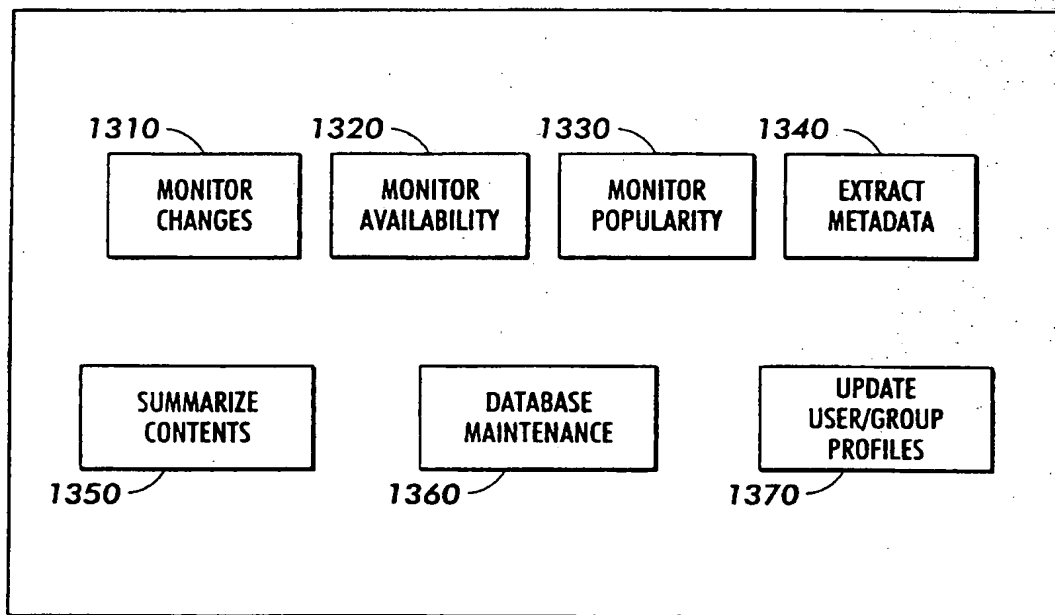 1310 1320 1330 1340
MONITOR CHANGES
MONITOR AVAILABILITY
MONITOR POPULARITY
EXTRACT METADATA
SUMMARIZE CONTENTS
DATABASE MAINTENANCE
UPDATE USER/GROUP PROFILES
1350 1360 1370